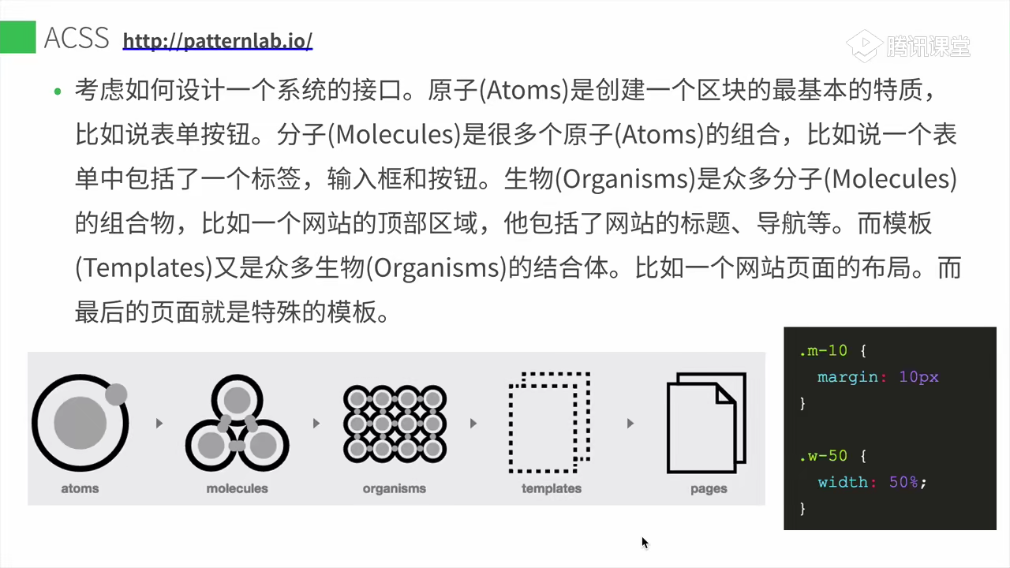 ACSS http://patternlab.io/
腾讯课堂
• 考虑如何设计一个系统的接口。原子(Atoms)是创建一个区块的最基本的特质，
比如说表单按钮。分子(Molecules)是很多个原子(Atoms)的组合，比如说一个表
单中包括了一个标签，输入框和按钮。生物(Organisms)是众多分子(Molecules)
的组合物，比如一个网站的顶部区域，他包括了网站的标题、导航等。而模板
(Templates)又是众多生物(Organisms)的结合体。比如一个网站页面的布局。而
最后的页面就是特殊的模板。
atoms
molecules
organisms
templates
pages
.m-10 {
margin: 10px
}
.w-50 {
width: 50%;
}